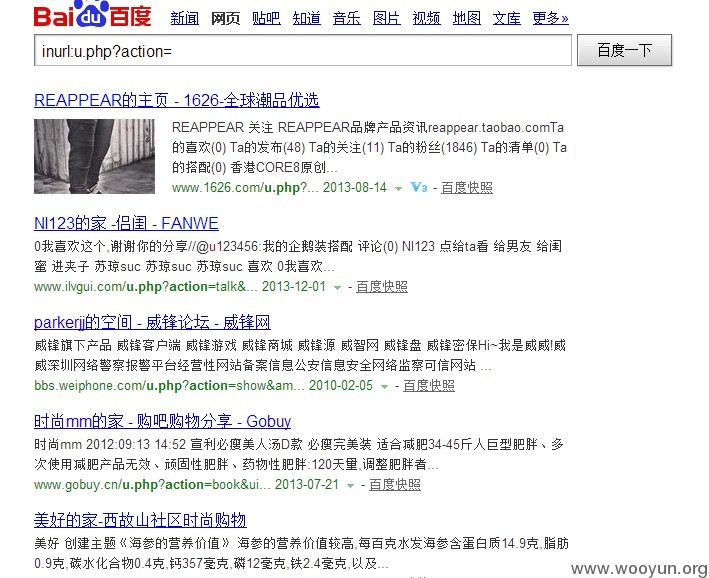 Bai du 百度 新闻 网页 贴吧 知道 音乐 图片 视频 地图 文库 更多»
inurl:u.php?action= 百度一下
REAPPEAR的主页 - 1626-全球潮品优选
REAPPEAR 关注 REAPPEAR品牌产品资讯reappear.taobao.comTa
的喜欢(0) Ta的发布(48) Ta的关注(11) Ta的粉丝(1846) Ta的清单(0) Ta
的搭配(0) 香港CORE8原创...
www.1626.com/u.php?... 2013-08-14 V3 - 百度快照
NI123的家 -侣闺 - FANWE
0我喜欢这个,谢谢你的分享//@u123456:我的企鹅装搭配 评论(0) NI123 点给ta看 给男友 给闺
蜜 进夹子 苏琼suc 苏琼suc 苏琼suc 喜欢 0我喜欢...
www.ilvgui.com/u.php?action=talk&... 2013-12-01 - 百度快照
parkerjj的空间 - 威锋论坛 - 威锋网
威锋旗下产品 威锋客户端 威锋游戏 威锋商城 威锋源 威智网 威锋盘 威锋密保Hi~我是威威!威
威深圳网络警察报警平台经营性网站备案信息公安信息安全网络监察可信网站 ...
bbs.weiphone.com/u.php?action=show&am... 2010-02-05 - 百度快照
时尚mm的家 - 购吧购物分享 - Gobuy
时尚mm 2012:09:13 14:52 宣利必瘦美人汤D款 必瘦完美装 适合减肥34-45斤人巨型肥胖、多
次使用减肥产品无效、顽固性肥胖、药物性肥胖:120天量,调整肥胖者...
www.gobuy.cn/u.php?action=book&ui... 2013-07-21 - 百度快照
美好的家-西故山社区时尚购物
美好 创建主题《海参的营养价值》 海参的营养价值较高,每百克水发海参含蛋白质14.9克,脂肪
0.9克,碳水化合物0.4克,钙357毫克,磷12毫克,铁2.4毫克,以及...
www.wooyun.org